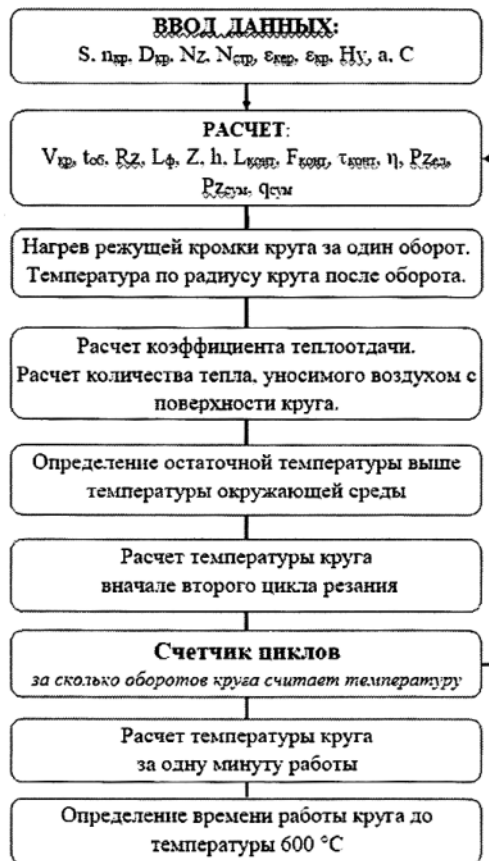 ВВОД ДАННЫХ:
S, nкр, Dкр, Nz, Nстр, εкер, εкр, Hу, a, C
РАСЧЕТ:
Vкр, tоб, Rz, Lф, Z, h, Lконт, Fконт, τконт, η, Pzед,
Pzсум, qсум
Нагрев режущей кромки круга за один оборот.
Температура по радиусу круга после оборота.
Расчет коэффициента теплоотдачи.
Расчет количества тепла, уносимого воздухом с
поверхности круга.
Определение остаточной температуры выше
температуры окружающей среды
Расчет температуры круга
вначале второго цикла резания
Счетчик циклов
за сколько оборотов круга считает температуру
Расчет температуры круга
за одну минуту работы
Определение времени работы круга до
температуры 600 °С